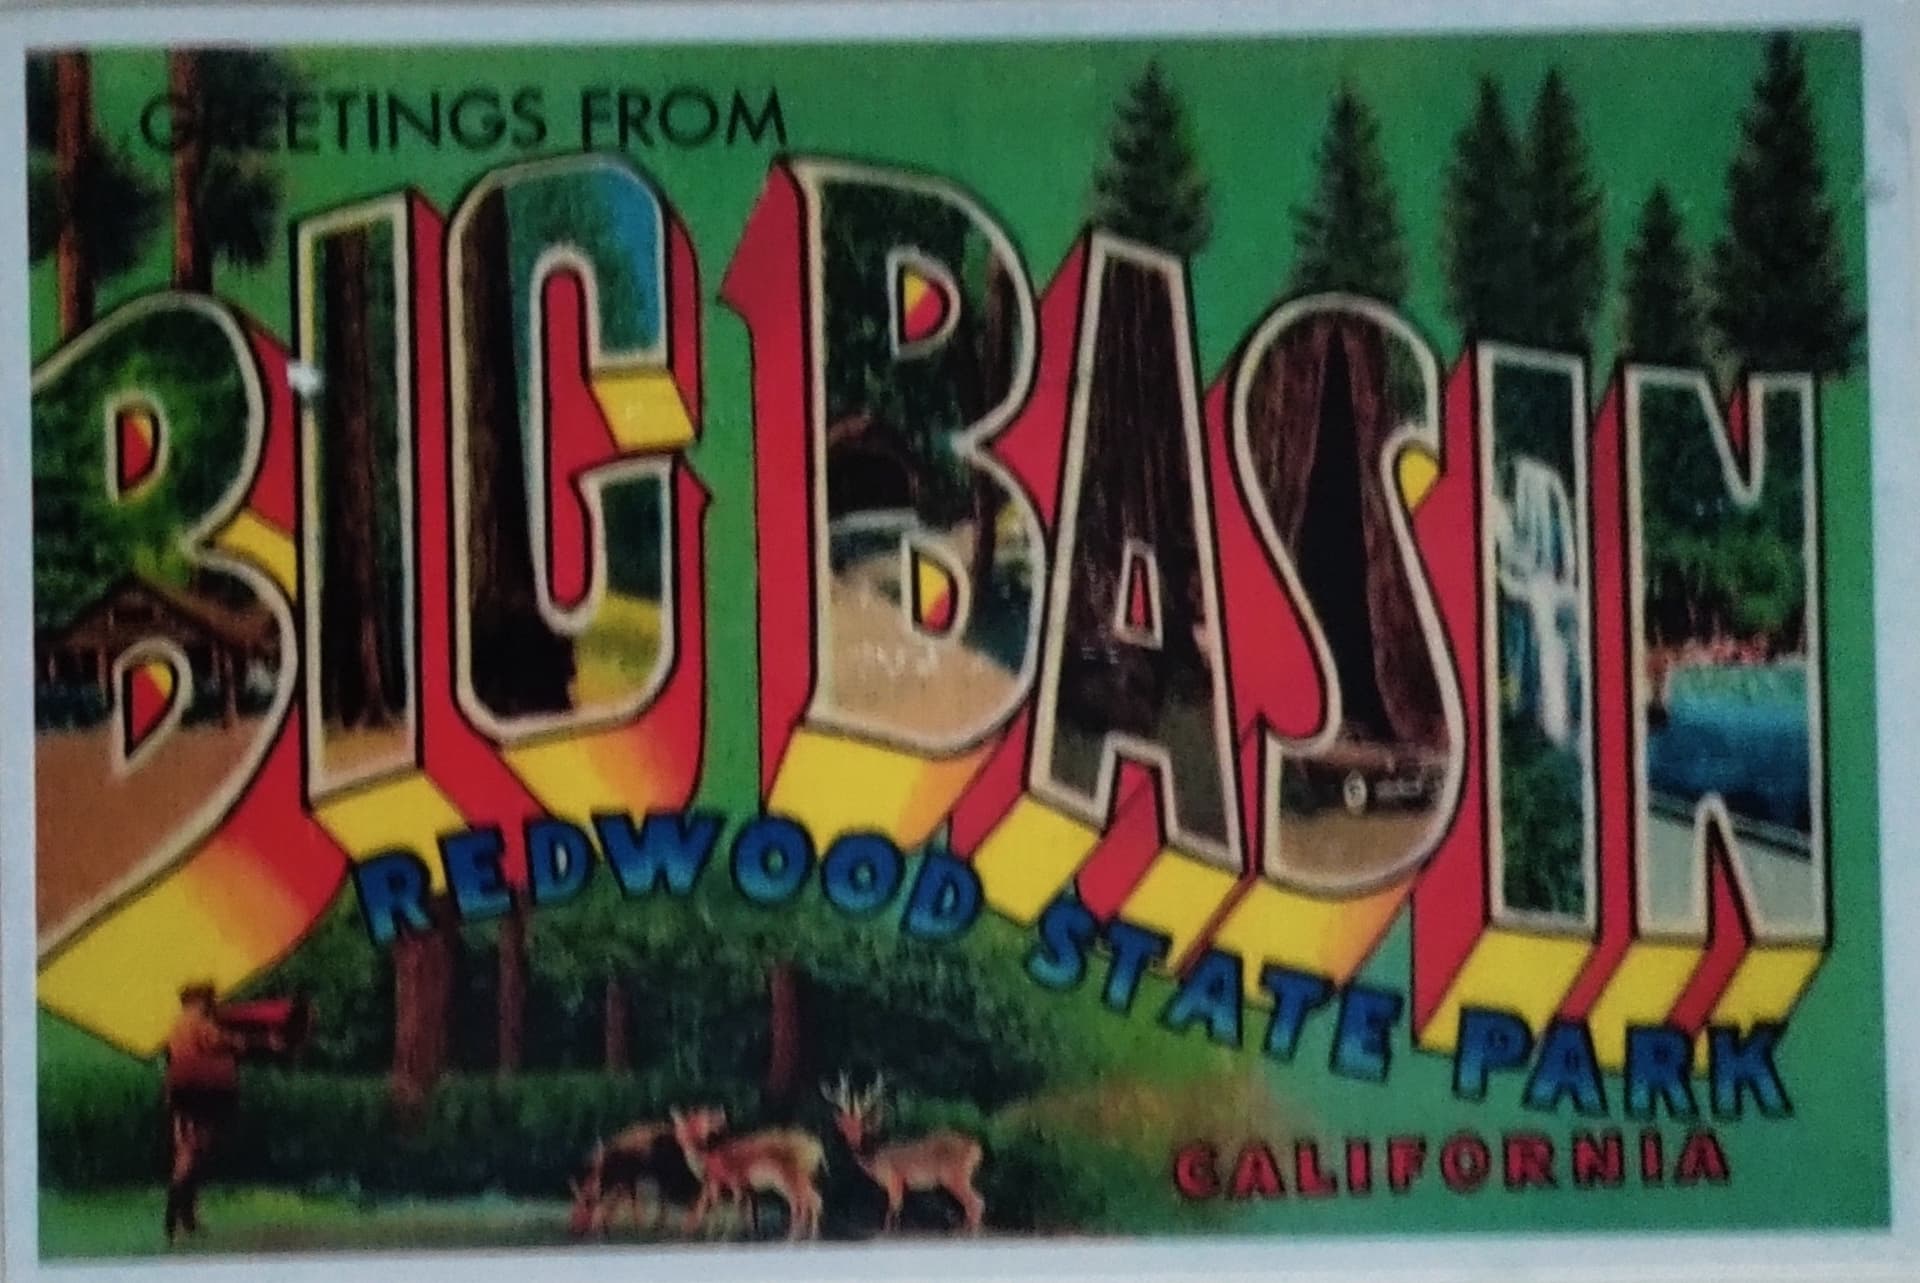 GREETINGS FROM
BIG BASIN
REDWOOD STATE PARK
CALIFORNIA